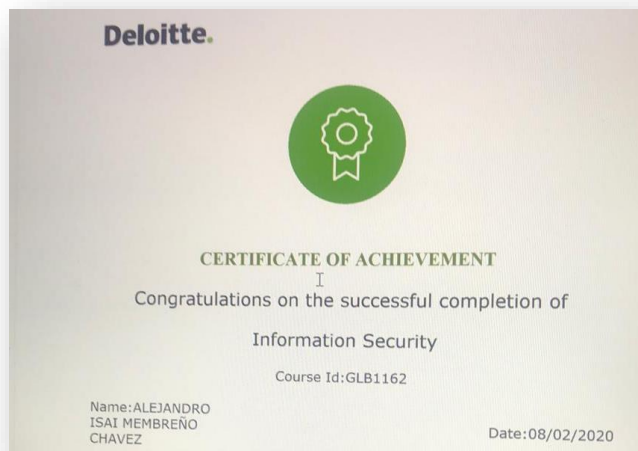 Deloitte.
CERTIFICATE OF ACHIEVEMENT
Congratulations on the successful completion of
Information Security
Course Id:GLB1162
Name:ALEJANDRO
ISAI MEMBREÑO
CHAVEZ
Date:08/02/2020